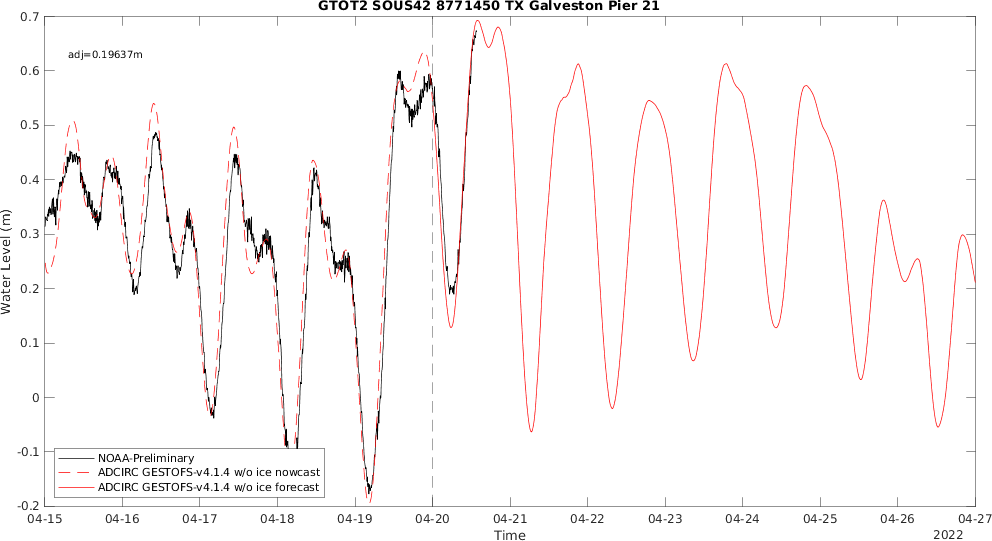 GTOT2 SOUS42 8771450 TX Galveston Pier 21
adj=0.19637m
0.7
0.6
0.5
0.4
0.3
0.2
0.1
0
-0.1
-0.2
Water Level (m)
NOAA-Preliminary
ADCIRC GESTOFS-v4.1.4 w/o ice nowcast
ADCIRC GESTOFS-v4.1.4 w/o ice forecast
04-15 04-16 04-17 04-18 04-19 04-20 04-21 04-22 04-23 04-24 04-25 04-26 04-27
Time
2022